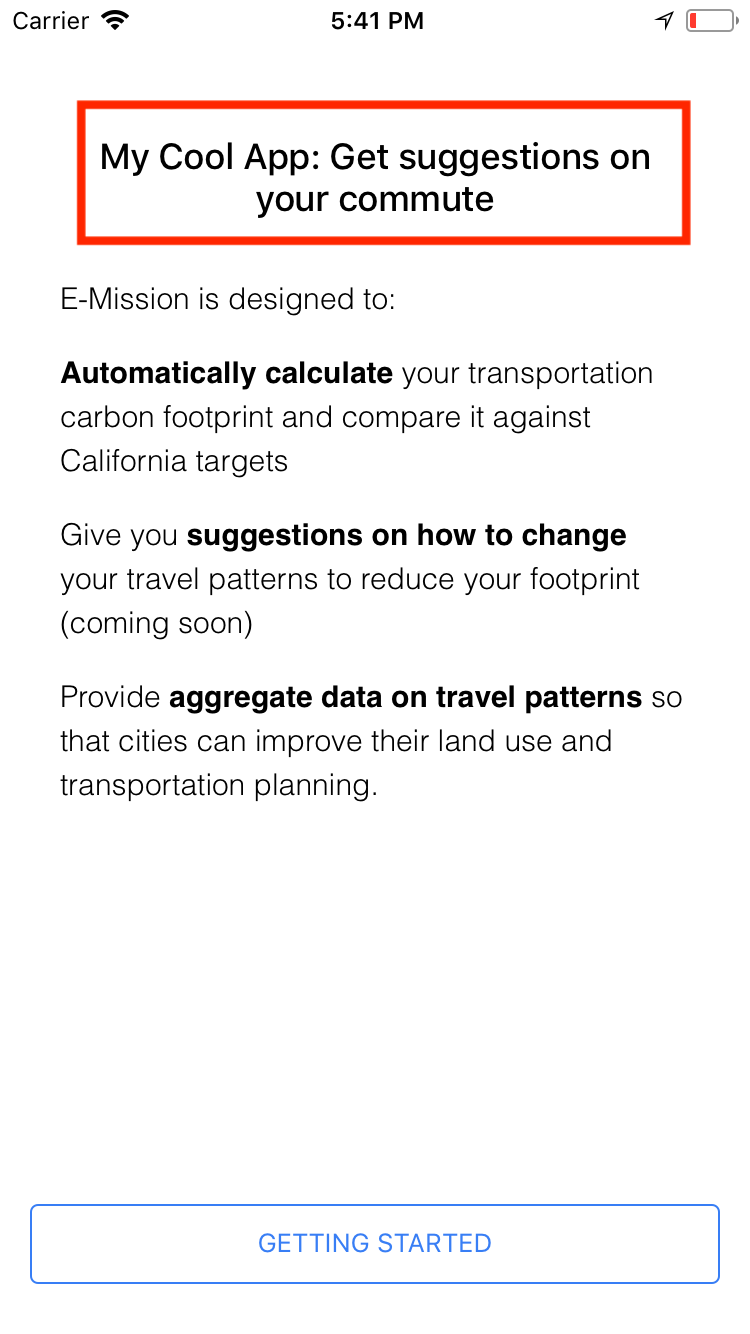 Carrier 5:41 PM
My Cool App: Get suggestions on
your commute
E-Mission is designed to:
Automatically calculate your transportation
carbon footprint and compare it against
California targets
Give you suggestions on how to change
your travel patterns to reduce your footprint
(coming soon)
Provide aggregate data on travel patterns so
that cities can improve their land use and
transportation planning.
GETTING STARTED